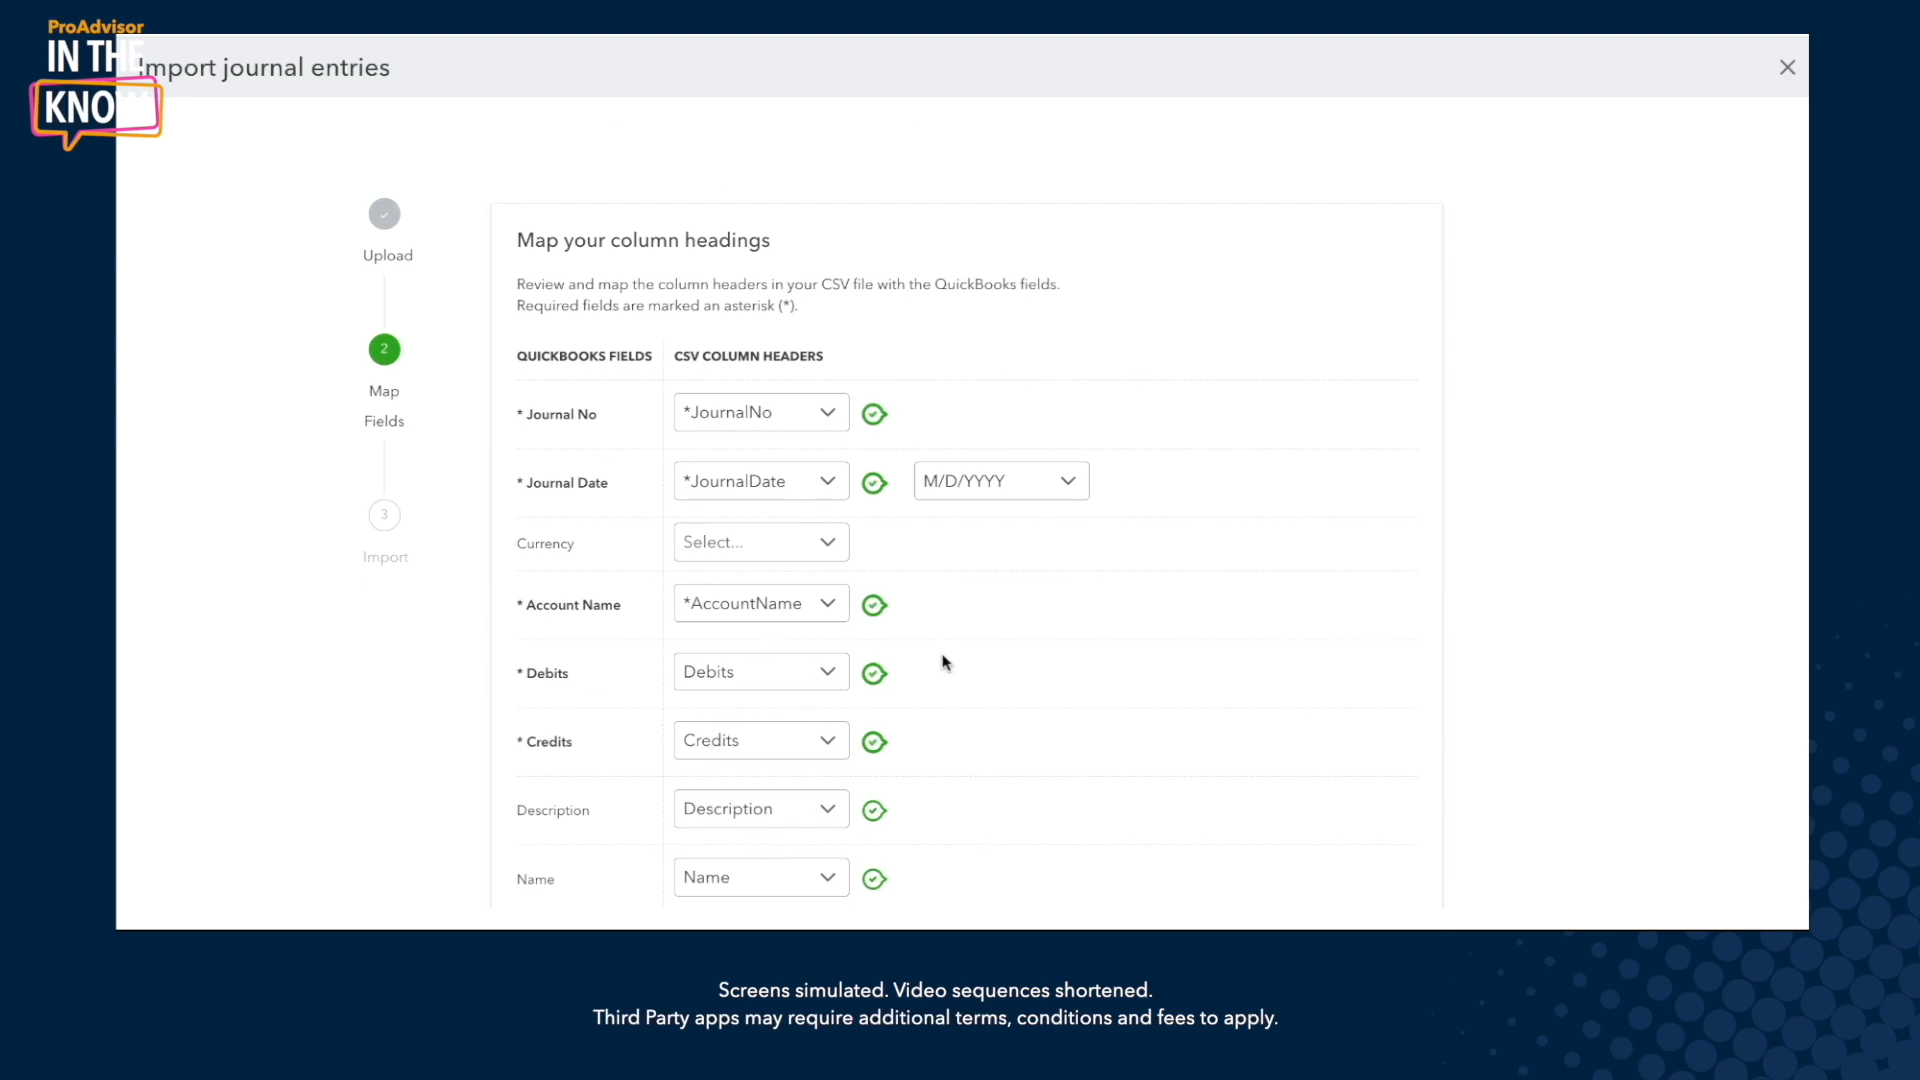 ProAdvisor
IN THE
KNOW
Import journal entries
Upload
2
Map
Fields
3
Import
Map your column headings
Review and map the column headers in your CSV file with the QuickBooks fields.
Required fields are marked an asterisk (*).
QUICKBOOKS FIELDS CSV COLUMN HEADERS
* Journal No *JournalNo
* Journal Date *JournalDate M/D/YYYY
Currency Select...
* Account Name *AccountName
* Debits Debits
* Credits Credits
Description Description
Name Name
Screens simulated. Video sequences shortened.
Third Party apps may require additional terms, conditions and fees to apply.